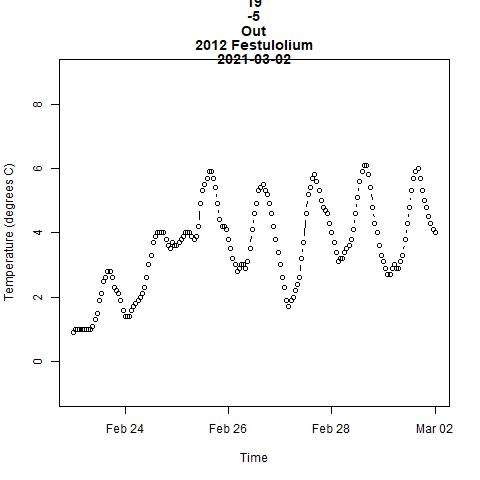 19
-5
Out
2012 Festulolium
2021-03-02
Temperature (degrees C)
8
6
4
2
0
Feb 24
Feb 26
Feb 28
Mar 02
Time